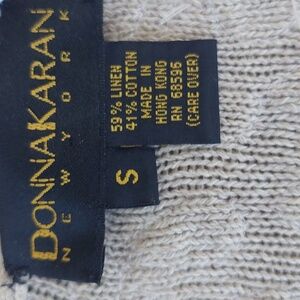 DONNAKARAN
NEW YORK
59% LINEN
41% COTTON
MADE IN
HONG KONG
RN 68596
(CARE OVER)
S